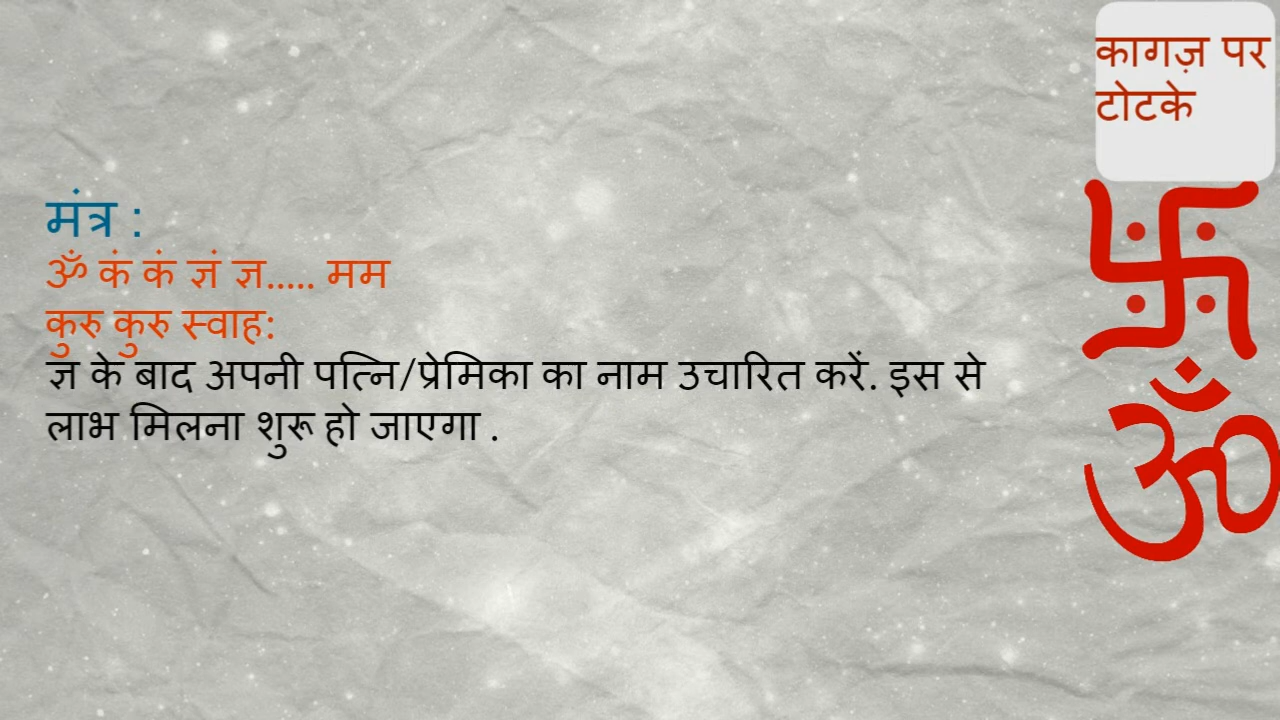 कागज़ पर
टोटके
मंत्र :
ॐ कं कं ज्ञं ज्ञ..... मम
कुरु कुरु स्वाह:
ज्ञ के बाद अपनी पत्नि/प्रेमिका का नाम उचारित करें. इस से
लाभ मिलना शुरू हो जाएगा .
ॐ